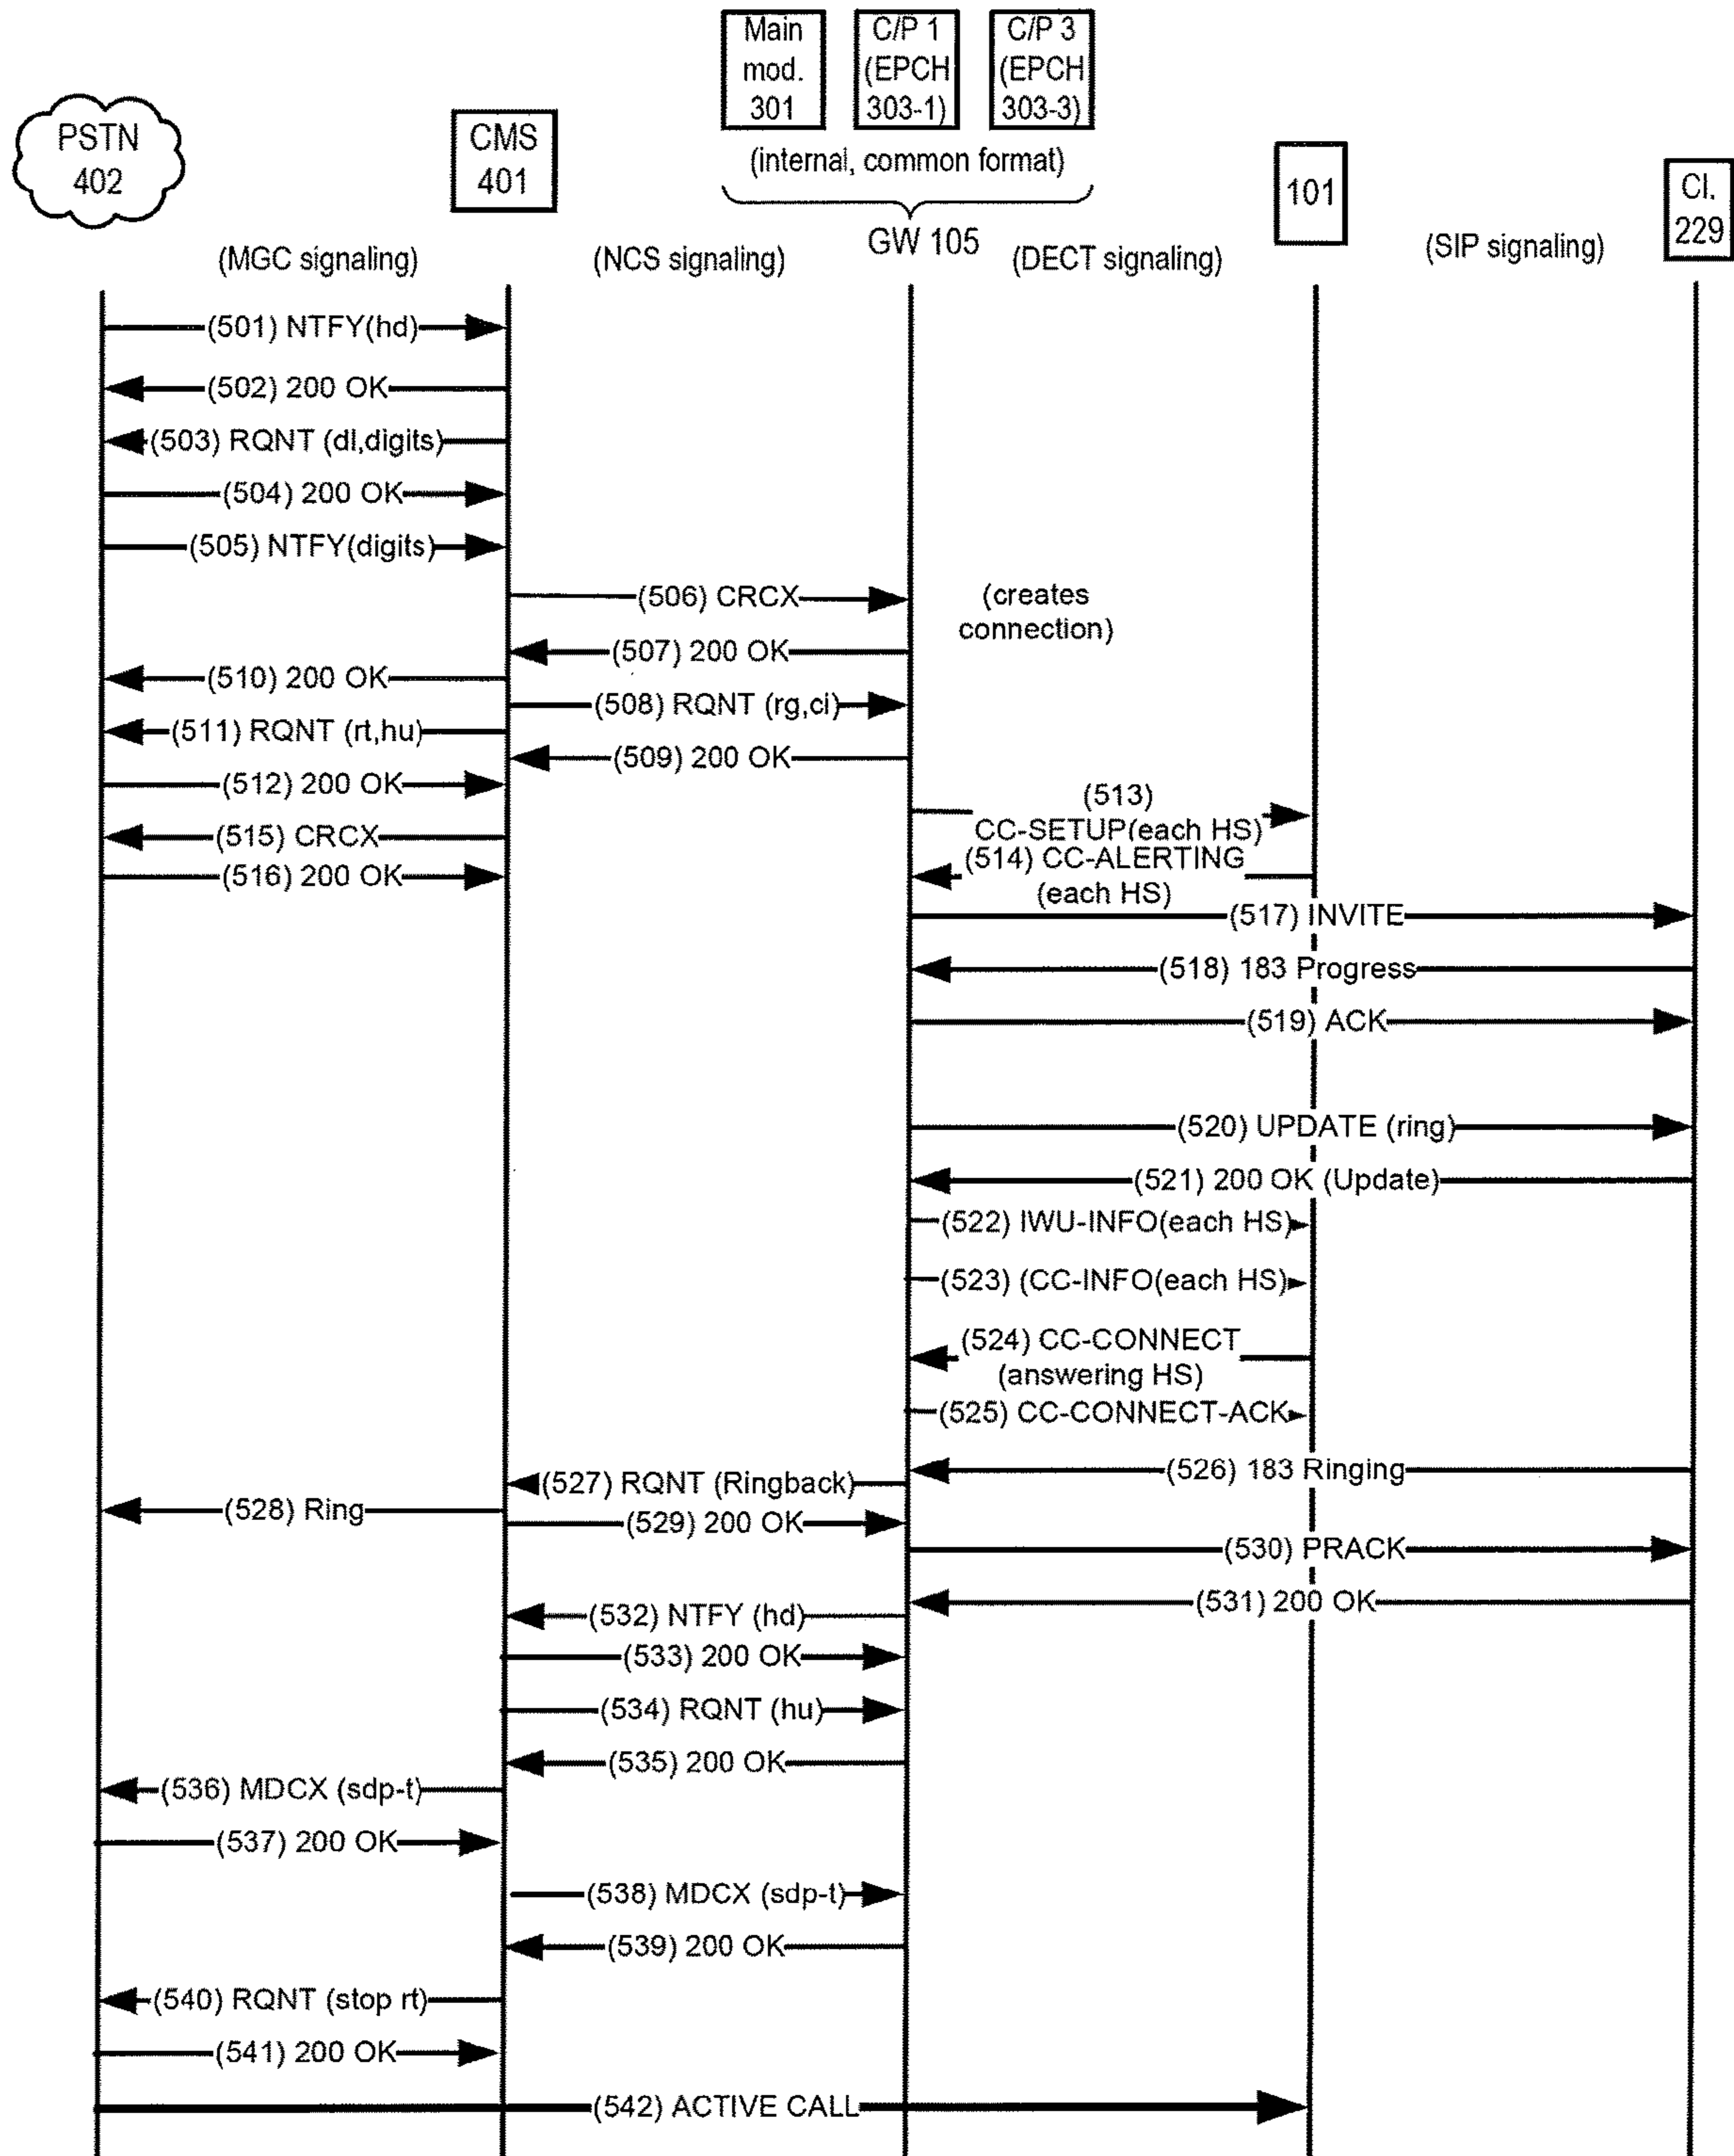 Main
mod.
301
C/P 1
(EPCH
303-1)
C/P 3
(EPCH
303-3)
PSTN
402
CMS
401
(internal, common format)
GW 105
101
Cl.
229
(MGC signaling)
(NCS signaling)
(DECT signaling)
(SIP signaling)
(501) NTFY(hd)
(502) 200 OK
(503) RQNT (dl,digits)
(504) 200 OK
(505) NTFY(digits)
(506) CRCX
(creates
connection)
(507) 200 OK
(510) 200 OK
(508) RQNT (rg,ci)
(511) RQNT (rt,hu)
(509) 200 OK
(512) 200 OK
(513)
CC-SETUP(each HS)
(515) CRCX
(514) CC-ALERTING
(each HS)
(516) 200 OK
(517) INVITE
(518) 183 Progress
(519) ACK
(520) UPDATE (ring)
(521) 200 OK (Update)
(522) IWU-INFO(each HS)
(523) (CC-INFO(each HS)
(524) CC-CONNECT
(answering HS)
(525) CC-CONNECT-ACK
(526) 183 Ringing
(527) RQNT (Ringback)
(528) Ring
(529) 200 OK
(530) PRACK
(531) 200 OK
(532) NTFY (hd)
(533) 200 OK
(534) RQNT (hu)
(535) 200 OK
(536) MDCX (sdp-t)
(537) 200 OK
(538) MDCX (sdp-t)
(539) 200 OK
(540) RQNT (stop rt)
(541) 200 OK
(542) ACTIVE CALL